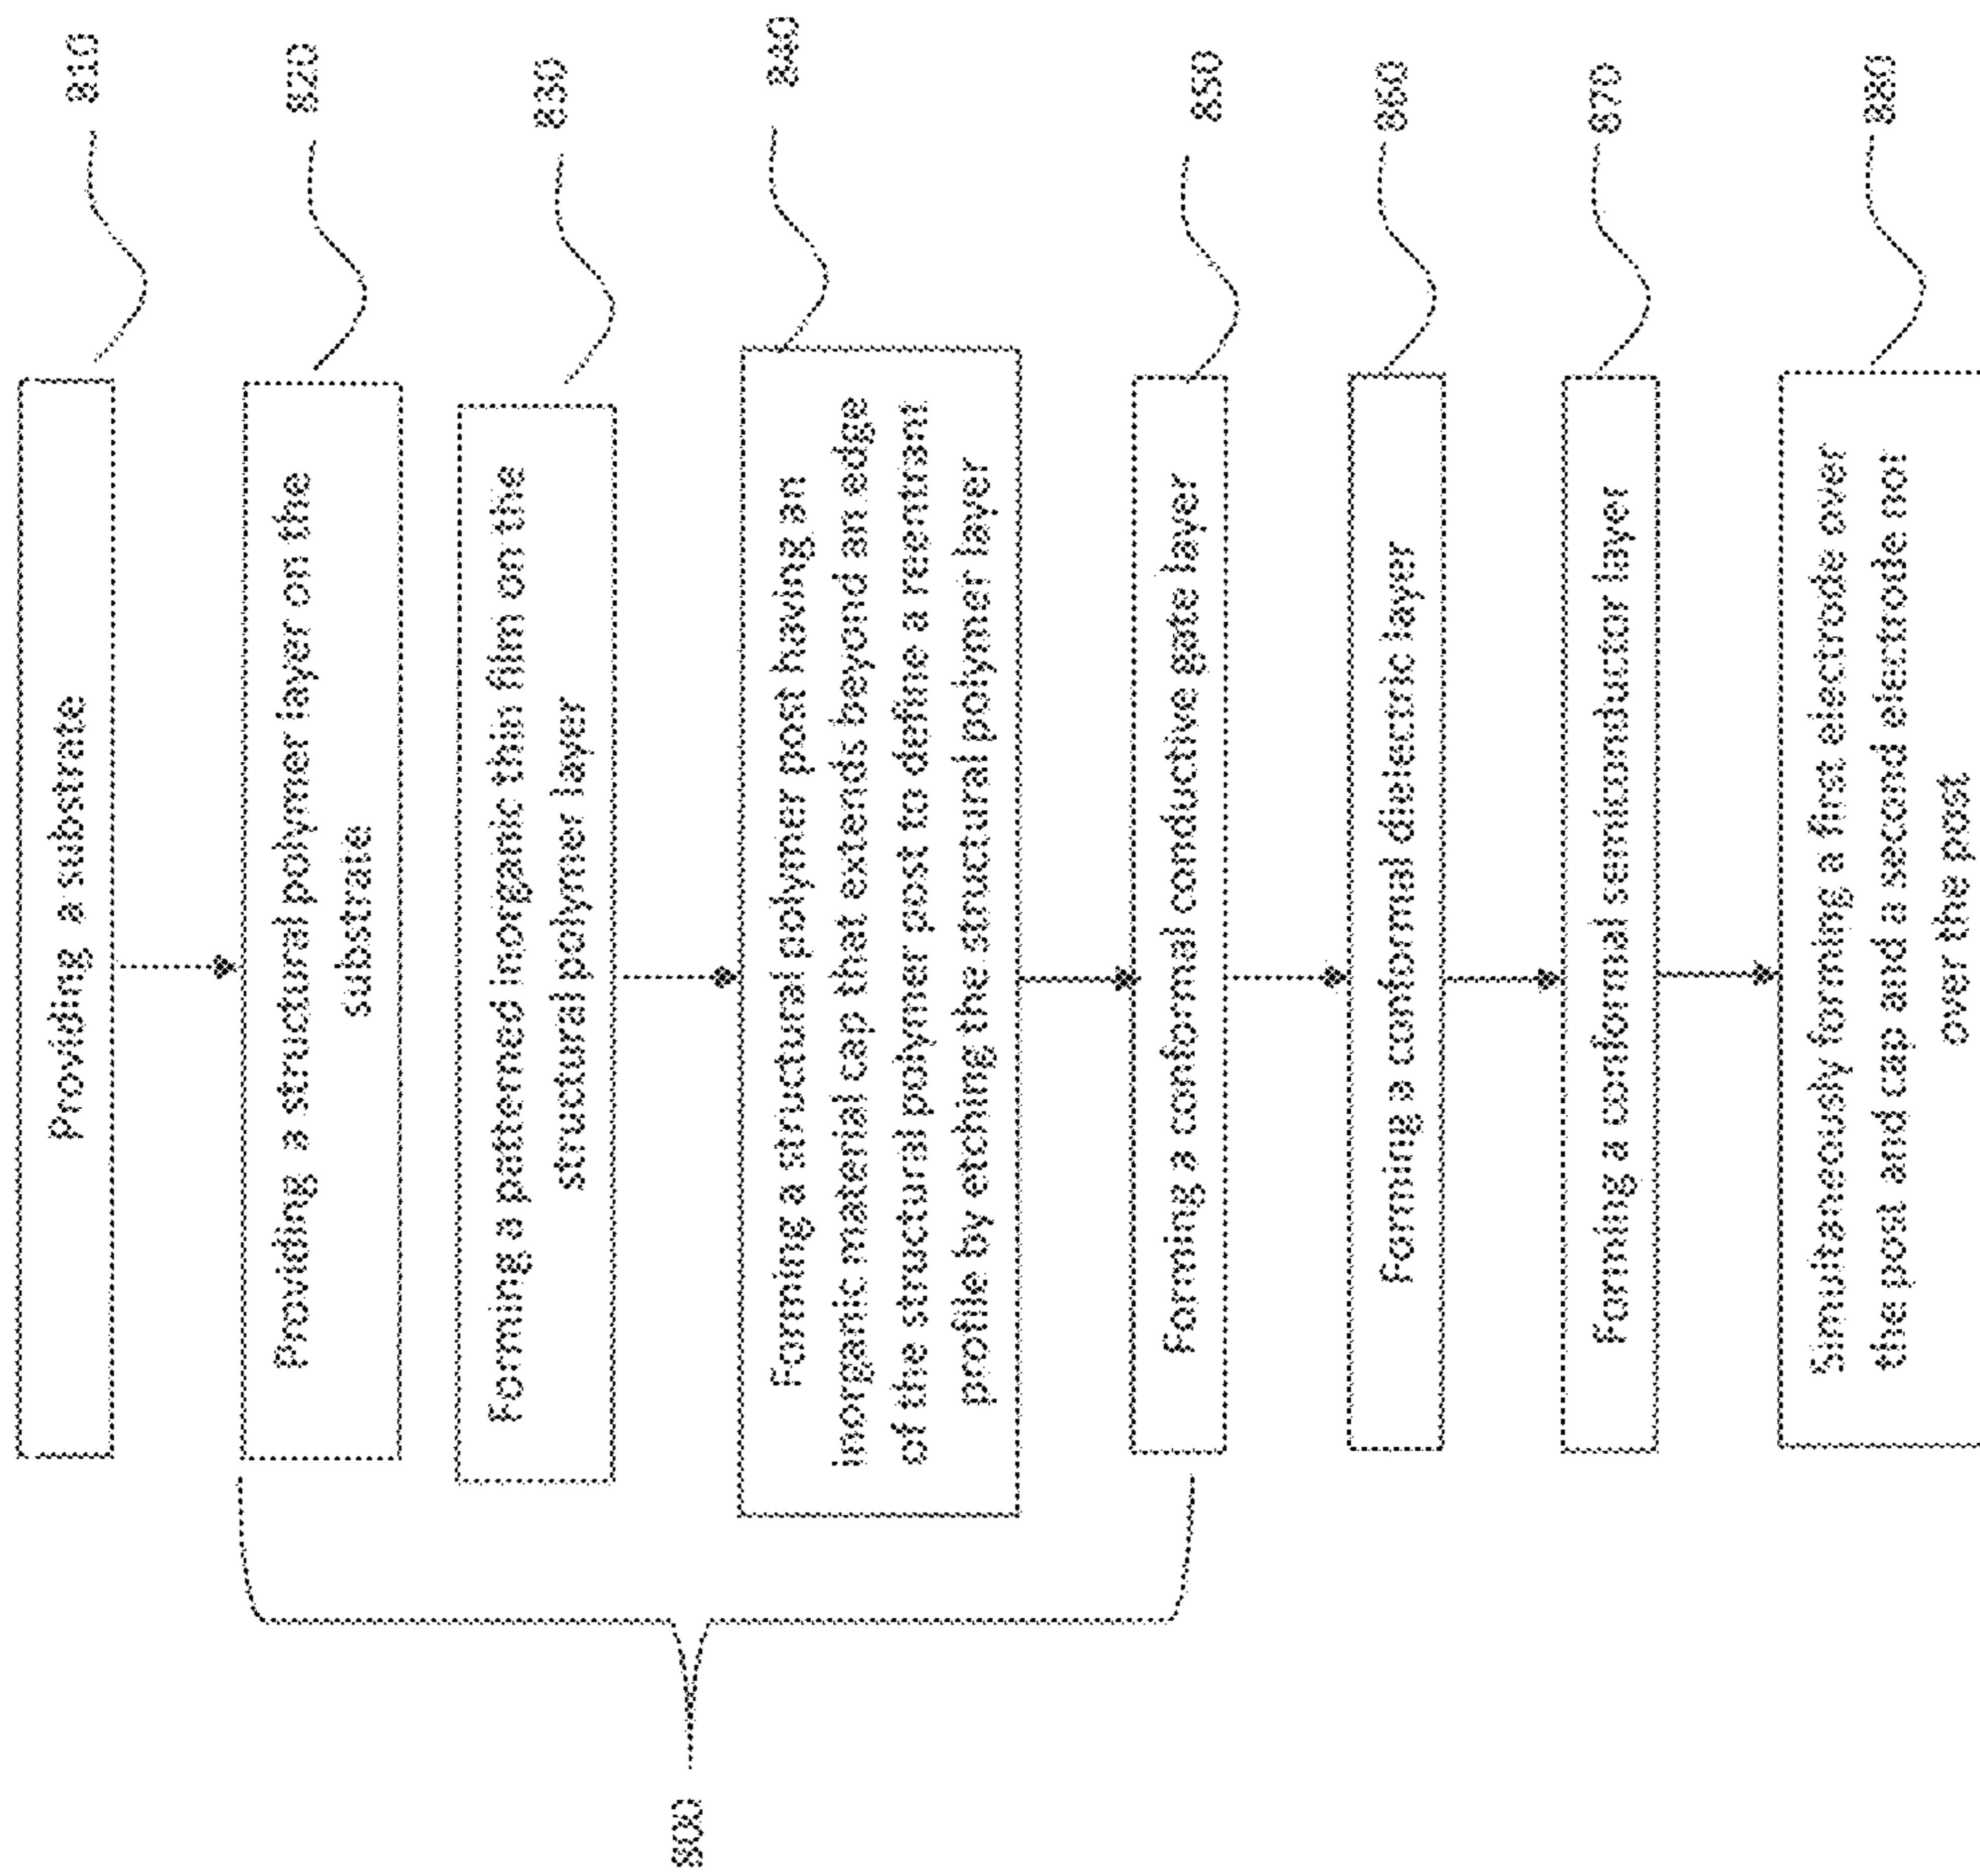 Providing a substrate
810
Providing a structural polymer layer on the
substrate
820
Forming a patterned inorganic thin film on the
structural polymer layer
830
Forming a structural polymer post having an
inorganic material cap that extends beyond an edge
of the structural polymer post to define a reentrant
profile by etching the structural polymer layer
840
800
Forming a conformal conductive gate layer
850
Forming a conformal dielectric layer
860
Forming a conformal semiconductor layer
870
Simultaneously forming a first electrode over
the post and cap and a second electrode not
over the post
880